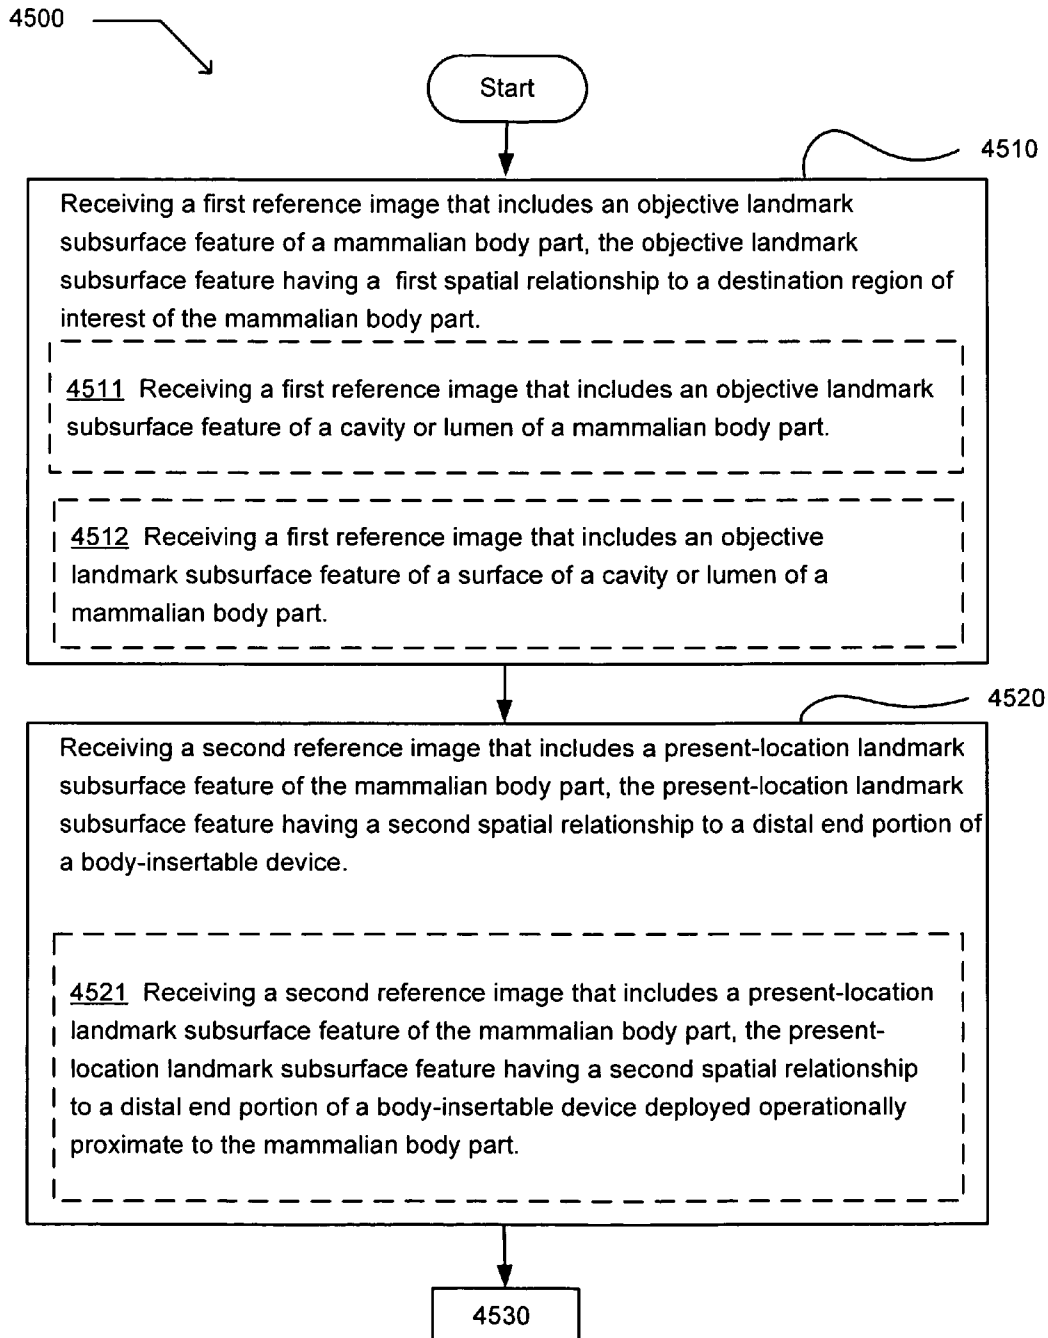 4500
Start
4510
Receiving a first reference image that includes an objective landmark
subsurface feature of a mammalian body part, the objective landmark
subsurface feature having a first spatial relationship to a destination region of
interest of the mammalian body part.
4511 Receiving a first reference image that includes an objective landmark
subsurface feature of a cavity or lumen of a mammalian body part.
4512 Receiving a first reference image that includes an objective
landmark subsurface feature of a surface of a cavity or lumen of a
mammalian body part.
4520
Receiving a second reference image that includes a present-location landmark
subsurface feature of the mammalian body part, the present-location landmark
subsurface feature having a second spatial relationship to a distal end portion of
a body-insertable device.
4521 Receiving a second reference image that includes a present-location
landmark subsurface feature of the mammalian body part, the present-
location landmark subsurface feature having a second spatial relationship
to a distal end portion of a body-insertable device deployed operationally
proximate to the mammalian body part.
4530